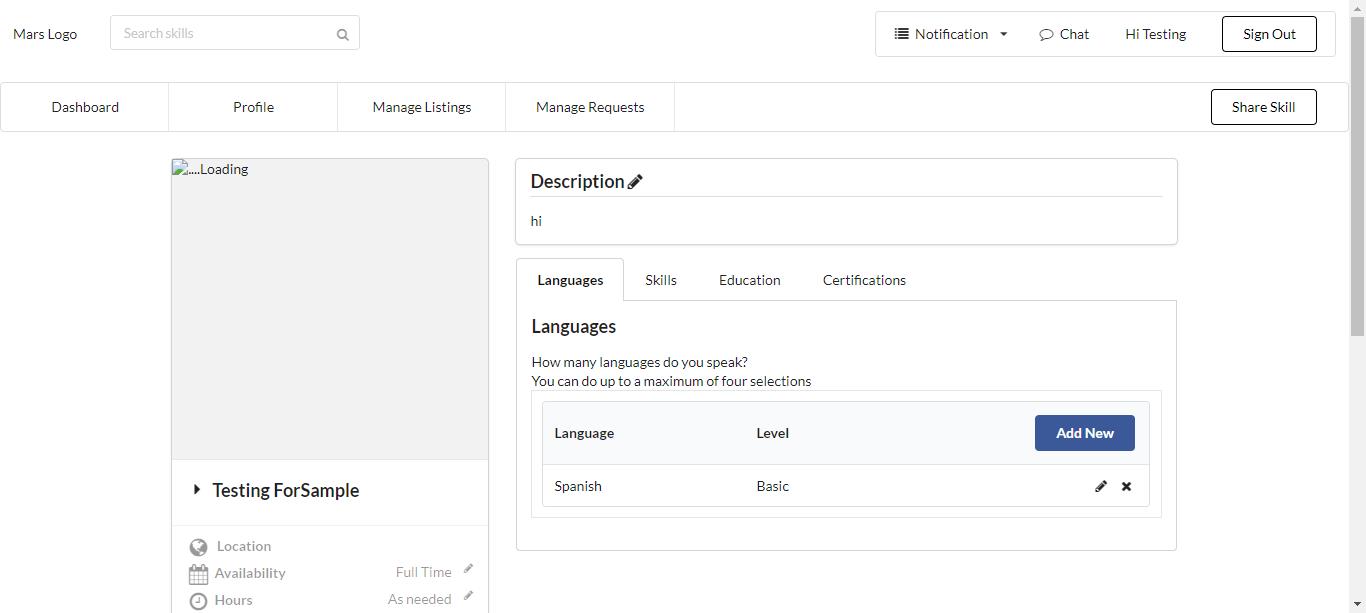 Mars Logo
Search skills
Notification
Chat
Hi Testing
Sign Out
Dashboard
Profile
Manage Listings
Manage Requests
Share Skill
....Loading
Testing ForSample
Location
Availability
Full Time
Hours
As needed
Description
hi
Languages
Skills
Education
Certifications
Languages
How many languages do you speak?
You can do up to a maximum of four selections
Language
Level
Add New
Spanish
Basic